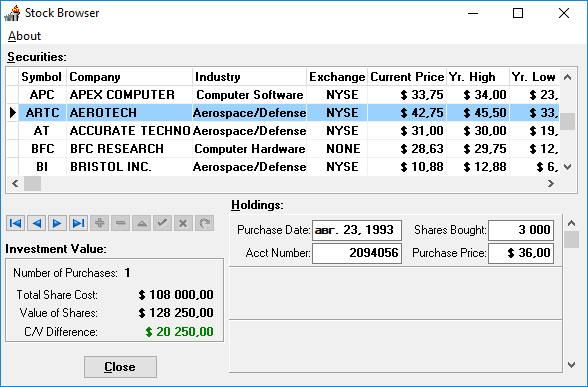 Stock Browser
About
Securities:
Symbol Company Industry Exchange Current Price Yr. High Yr. Low
APC APEX COMPUTER Computer Software NYSE $ 33,75 $ 34,00 $ 23,
ARTC AEROTECH Aerospace/Defense NYSE $ 42,75 $ 45,50 $ 33,
AT ACCURATE TECHNO Aerospace/Defense NYSE $ 31,00 $ 30,00 $ 19,
BFC BFC RESEARCH Computer Hardware NONE $ 28,63 $ 29,75 $ 12,
BI BRISTOL INC. Aerospace/Defense NYSE $ 10,88 $ 12,88 $ 6,
Holdings:
Purchase Date: авг. 23, 1993 Shares Bought: 3 000
Acct Number: 2094056 Purchase Price: $ 36,00
Investment Value:
Number of Purchases: 1
Total Share Cost: $ 108 000,00
Value of Shares: $ 128 250,00
C/V Difference: $ 20 250,00
Close